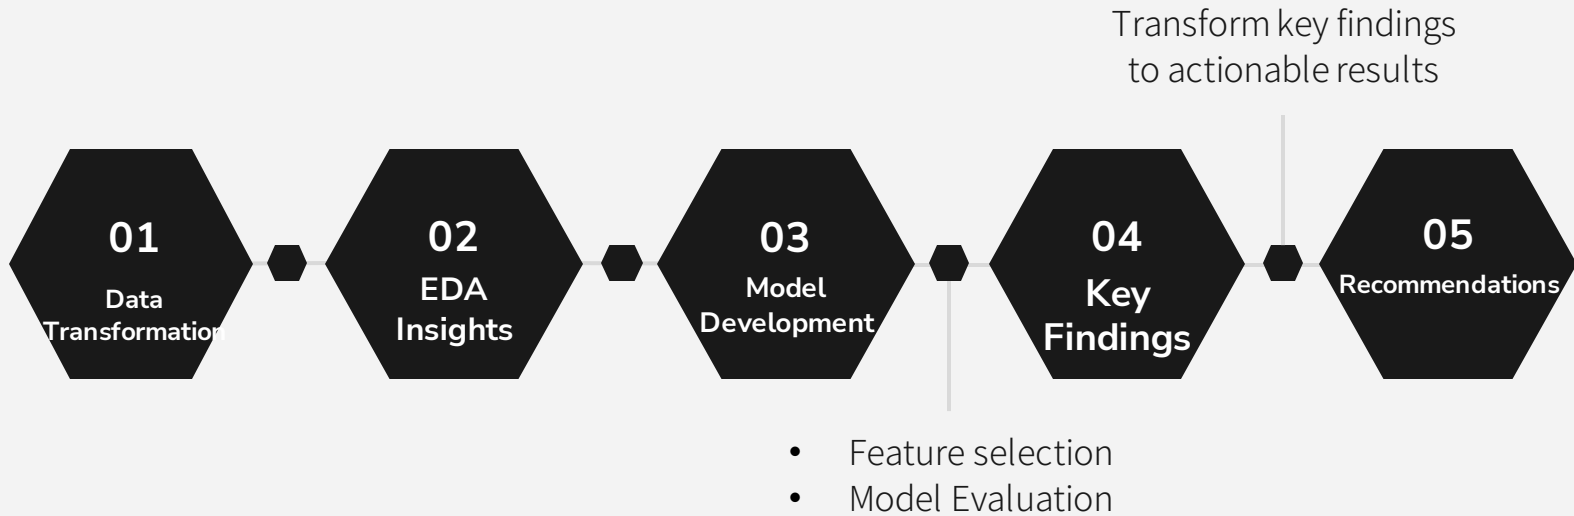 Transform key findings
to actionable results
01
Data
Transformation
02
EDA
Insights
03
Model
Development
04
Key
Findings
05
Recommendations
• Feature selection
• Model Evaluation